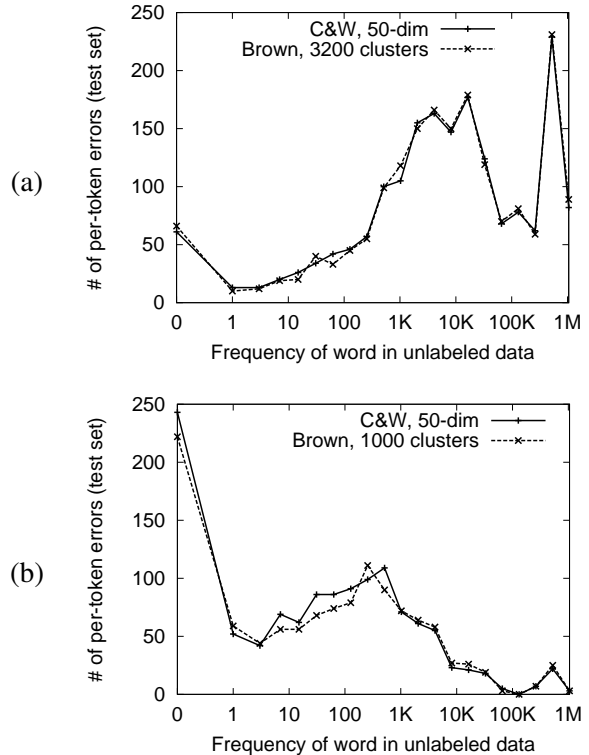 (a)
# of per-token errors (test set)
250
200
150
100
50
0
C&W, 50-dim
Brown, 3200 clusters
0 1 10 100 1K 10K 100K 1M
Frequency of word in unlabeled data
(b)
# of per-token errors (test set)
250
200
150
100
50
0
C&W, 50-dim
Brown, 1000 clusters
0 1 10 100 1K 10K 100K 1M
Frequency of word in unlabeled data